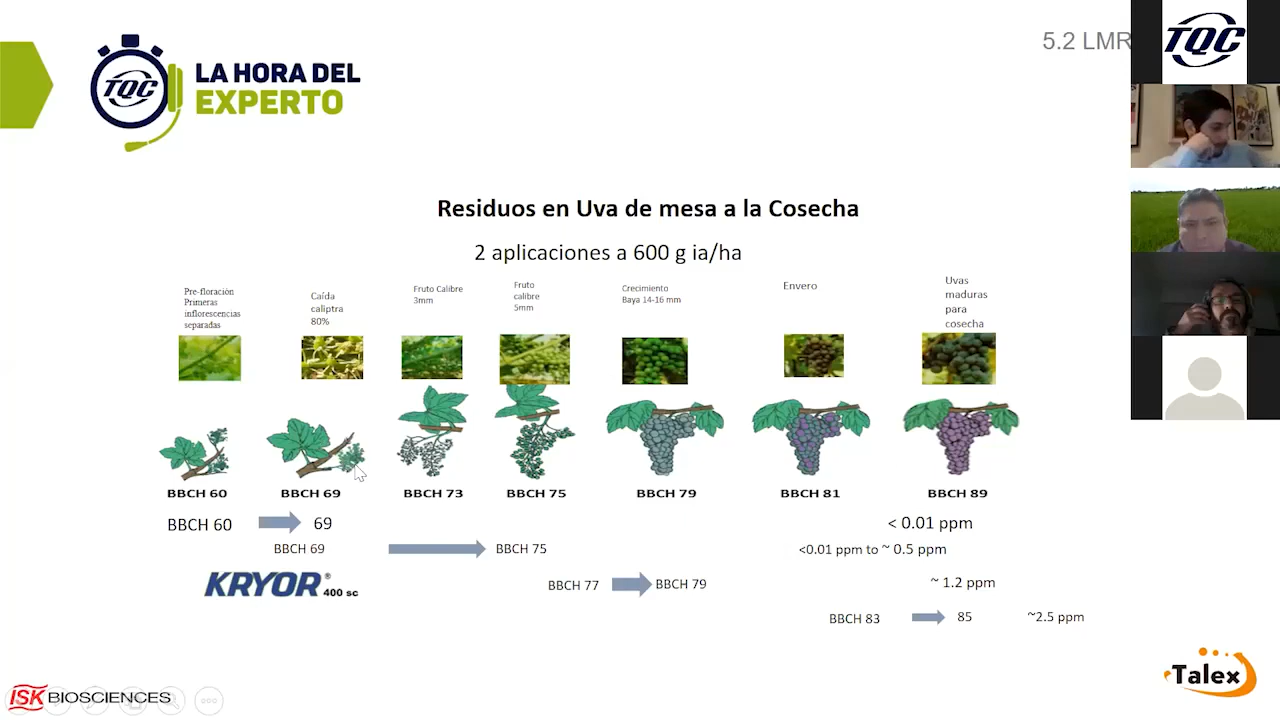 TQC
LA HORA DEL
EXPERTO
5.2 LMR
TQC
Residuos en Uva de mesa a la Cosecha
2 aplicaciones a 600 g ia/ha
Pre-floración
Primeras
inflorescencias
separadas
Caída
caliptra
80%
Fruto Calibre
3mm
Fruto
calibre
5mm
Crecimiento
Baya 14-16 mm
Envero
Uvas
maduras
para
cosecha
BBCH 60
BBCH 69
BBCH 73
BBCH 75
BBCH 79
BBCH 81
BBCH 89
BBCH 60 69 < 0.01 ppm
BBCH 69 BBCH 75 <0.01 ppm to ~ 0.5 ppm
KRYOR® 400 sc
BBCH 77 BBCH 79 ~ 1.2 ppm
BBCH 83 85 ~2.5 ppm
ISK BIOSCIENCES
Talex